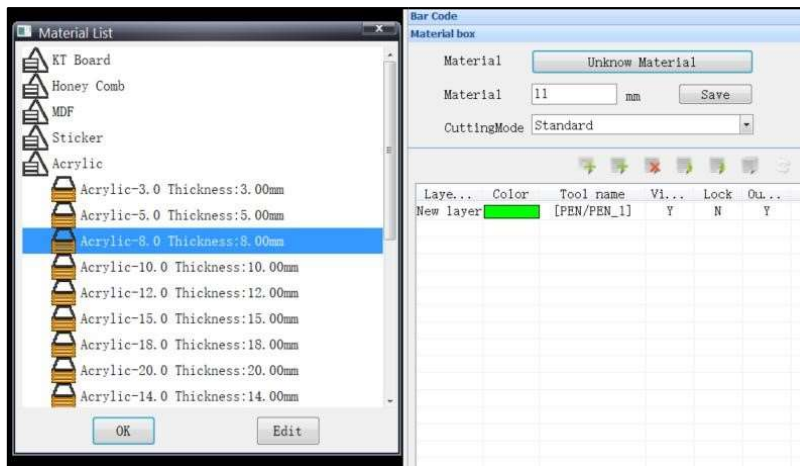 Material List
KT Board
Honey Comb
MDF
Sticker
Acrylic
Acrylic-3.0 Thickness:3.00mm
Acrylic-5.0 Thickness:5.00mm
Acrylic-8.0 Thickness:8.00mm
Acrylic-10.0 Thickness:10.00mm
Acrylic-12.0 Thickness:12.00mm
Acrylic-15.0 Thickness:15.00mm
Acrylic-18.0 Thickness:18.00mm
Acrylic-20.0 Thickness:20.00mm
Acrylic-14.0 Thickness:14.00mm
OK Edit
Bar Code
Material box
Material Unknow Material
Material 11 mm Save
CuttingMode Standard
Laye... Color Tool name Vi... Lock Ou...
New layer [PEN/PEN_1] Y N Y